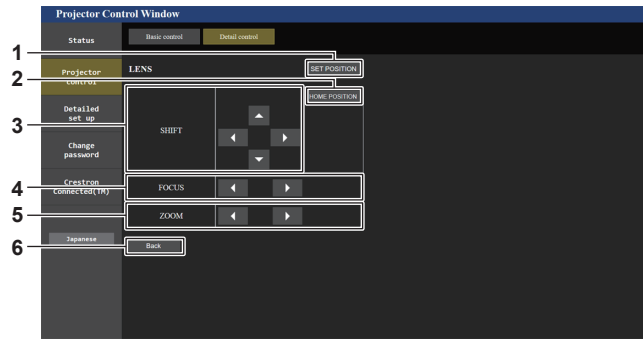 Projector Control Window
Status
Basic control
Detail control
1
2
3
4
5
6
Projector
control
LENS
SET POSITION
HOME POSITION
Detailed
set up
SHIFT
Change
password
Crestron
Connected(TM)
FOCUS
ZOOM
Japanese
Back